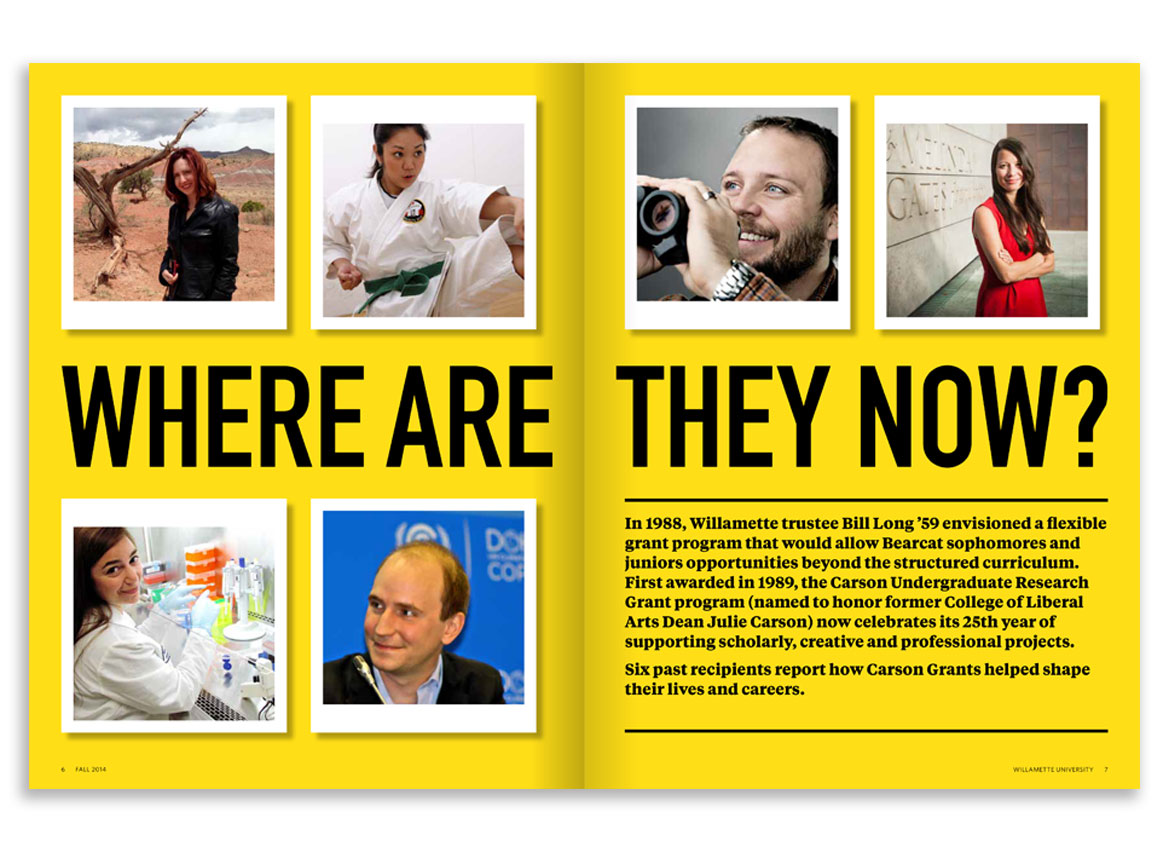 MELINDA
GATES
DOH
COP
WHERE ARE THEY NOW?
In 1988, Willamette trustee Bill Long ’59 envisioned a flexible
grant program that would allow Bearcat sophomores and
juniors opportunities beyond the structured curriculum.
First awarded in 1989, the Carson Undergraduate Research
Grant program (named to honor former College of Liberal
Arts Dean Julie Carson) now celebrates its 25th year of
supporting scholarly, creative and professional projects.
Six past recipients report how Carson Grants helped shape
their lives and careers.
6 FALL 2014
WILLAMETTE UNIVERSITY 7